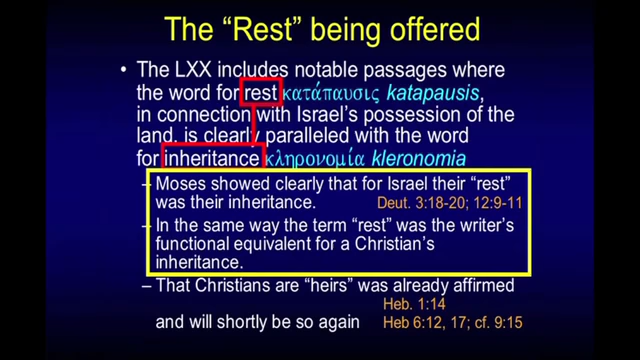 The “Rest” being offered
• The LXX includes notable passages where
the word for rest κατάπαυσις katapausis,
in connection with Israel’s possession of the
land, is clearly paralleled with the word
for inheritance κληρονομία kleronomia
– Moses showed clearly that for Israel their “rest”
was their inheritance. Deut. 3:18-20; 12:9-11
– In the same way the term “rest” was the writer’s
functional equivalent for a Christian’s
inheritance.
– That Christians are “heirs” was already affirmed
Heb. 1:14
and will shortly be so again Heb 6:12, 17; cf. 9:15